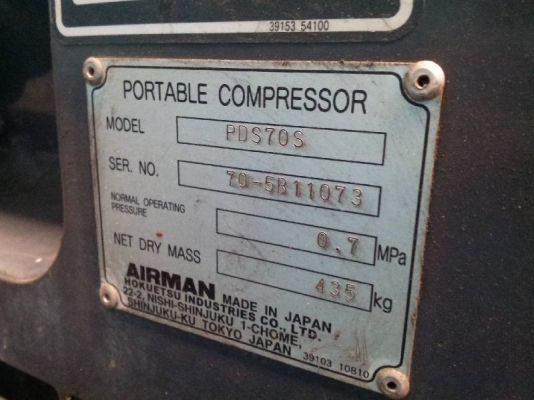 39153 54100
PORTABLE COMPRESSOR
MODEL PDS70S
SER. NO. 70-5B11073
NORMAL OPERATING PRESSURE 0.7 MPa
NET DRY MASS 435 kg
AIRMAN MADE IN JAPAN
HOKUETSU INDUSTRIES CO., LTD.
22-2, NISHI-SHINJUKU 1-CHOME,
SHINJUKU-KU TOKYO JAPAN
39103 10810